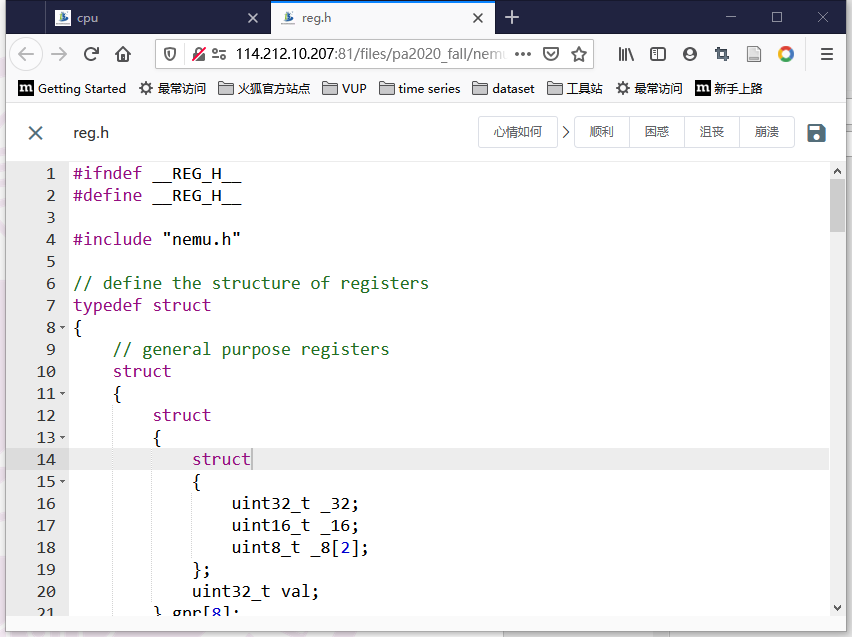 cpu
reg.h
114.212.10.207:81/files/pa2020_fall/nemu
Getting Started 最常访问 火狐官方站点 VUP time series dataset 工具站 最常访问 新手上路
reg.h 心情如何 顺利 困惑 沮丧 崩溃
1 #ifndef __REG_H__
2 #define __REG_H__
3
4 #include "nemu.h"
5
6 // define the structure of registers
7 typedef struct
8 {
9 // general purpose registers
10 struct
11 {
12 struct
13 {
14 struct
15 {
16 uint32_t _32;
17 uint16_t _16;
18 uint8_t _8[2];
19 };
20 uint32_t val;
21 } gpr[8];